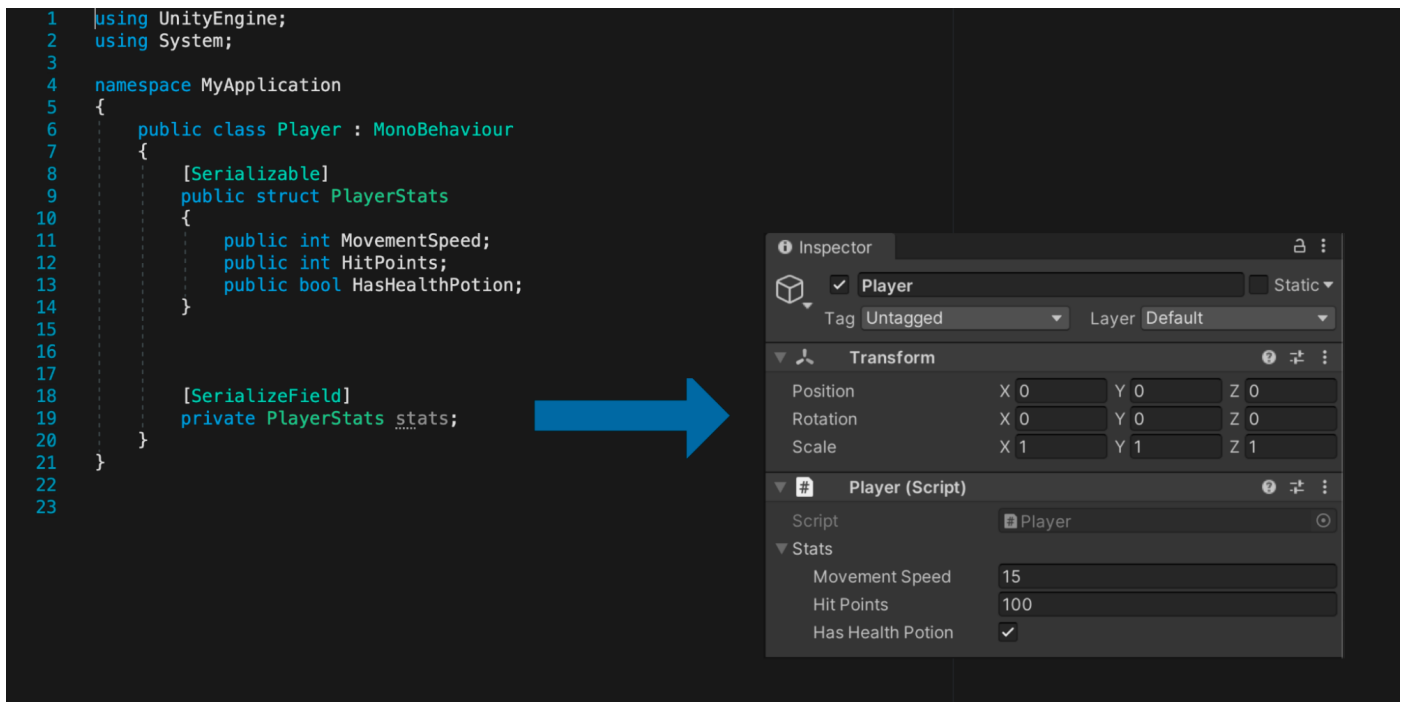 1 using UnityEngine;
2 using System;
3
4 namespace MyApplication
5 {
6 public class Player : MonoBehaviour
7 {
8 [Serializable]
9 public struct PlayerStats
10 {
11 public int MovementSpeed;
12 public int HitPoints;
13 public bool HasHealthPotion;
14 }
15
16
17
18 [SerializeField]
19 private PlayerStats stats;
20 }
21 }
22
23
Inspector
Player Static
Tag Untagged Layer Default
Transform
Position X 0 Y 0 Z 0
Rotation X 0 Y 0 Z 0
Scale X 1 Y 1 Z 1
# Player (Script)
Script # Player
Stats
Movement Speed 15
Hit Points 100
Has Health Potion